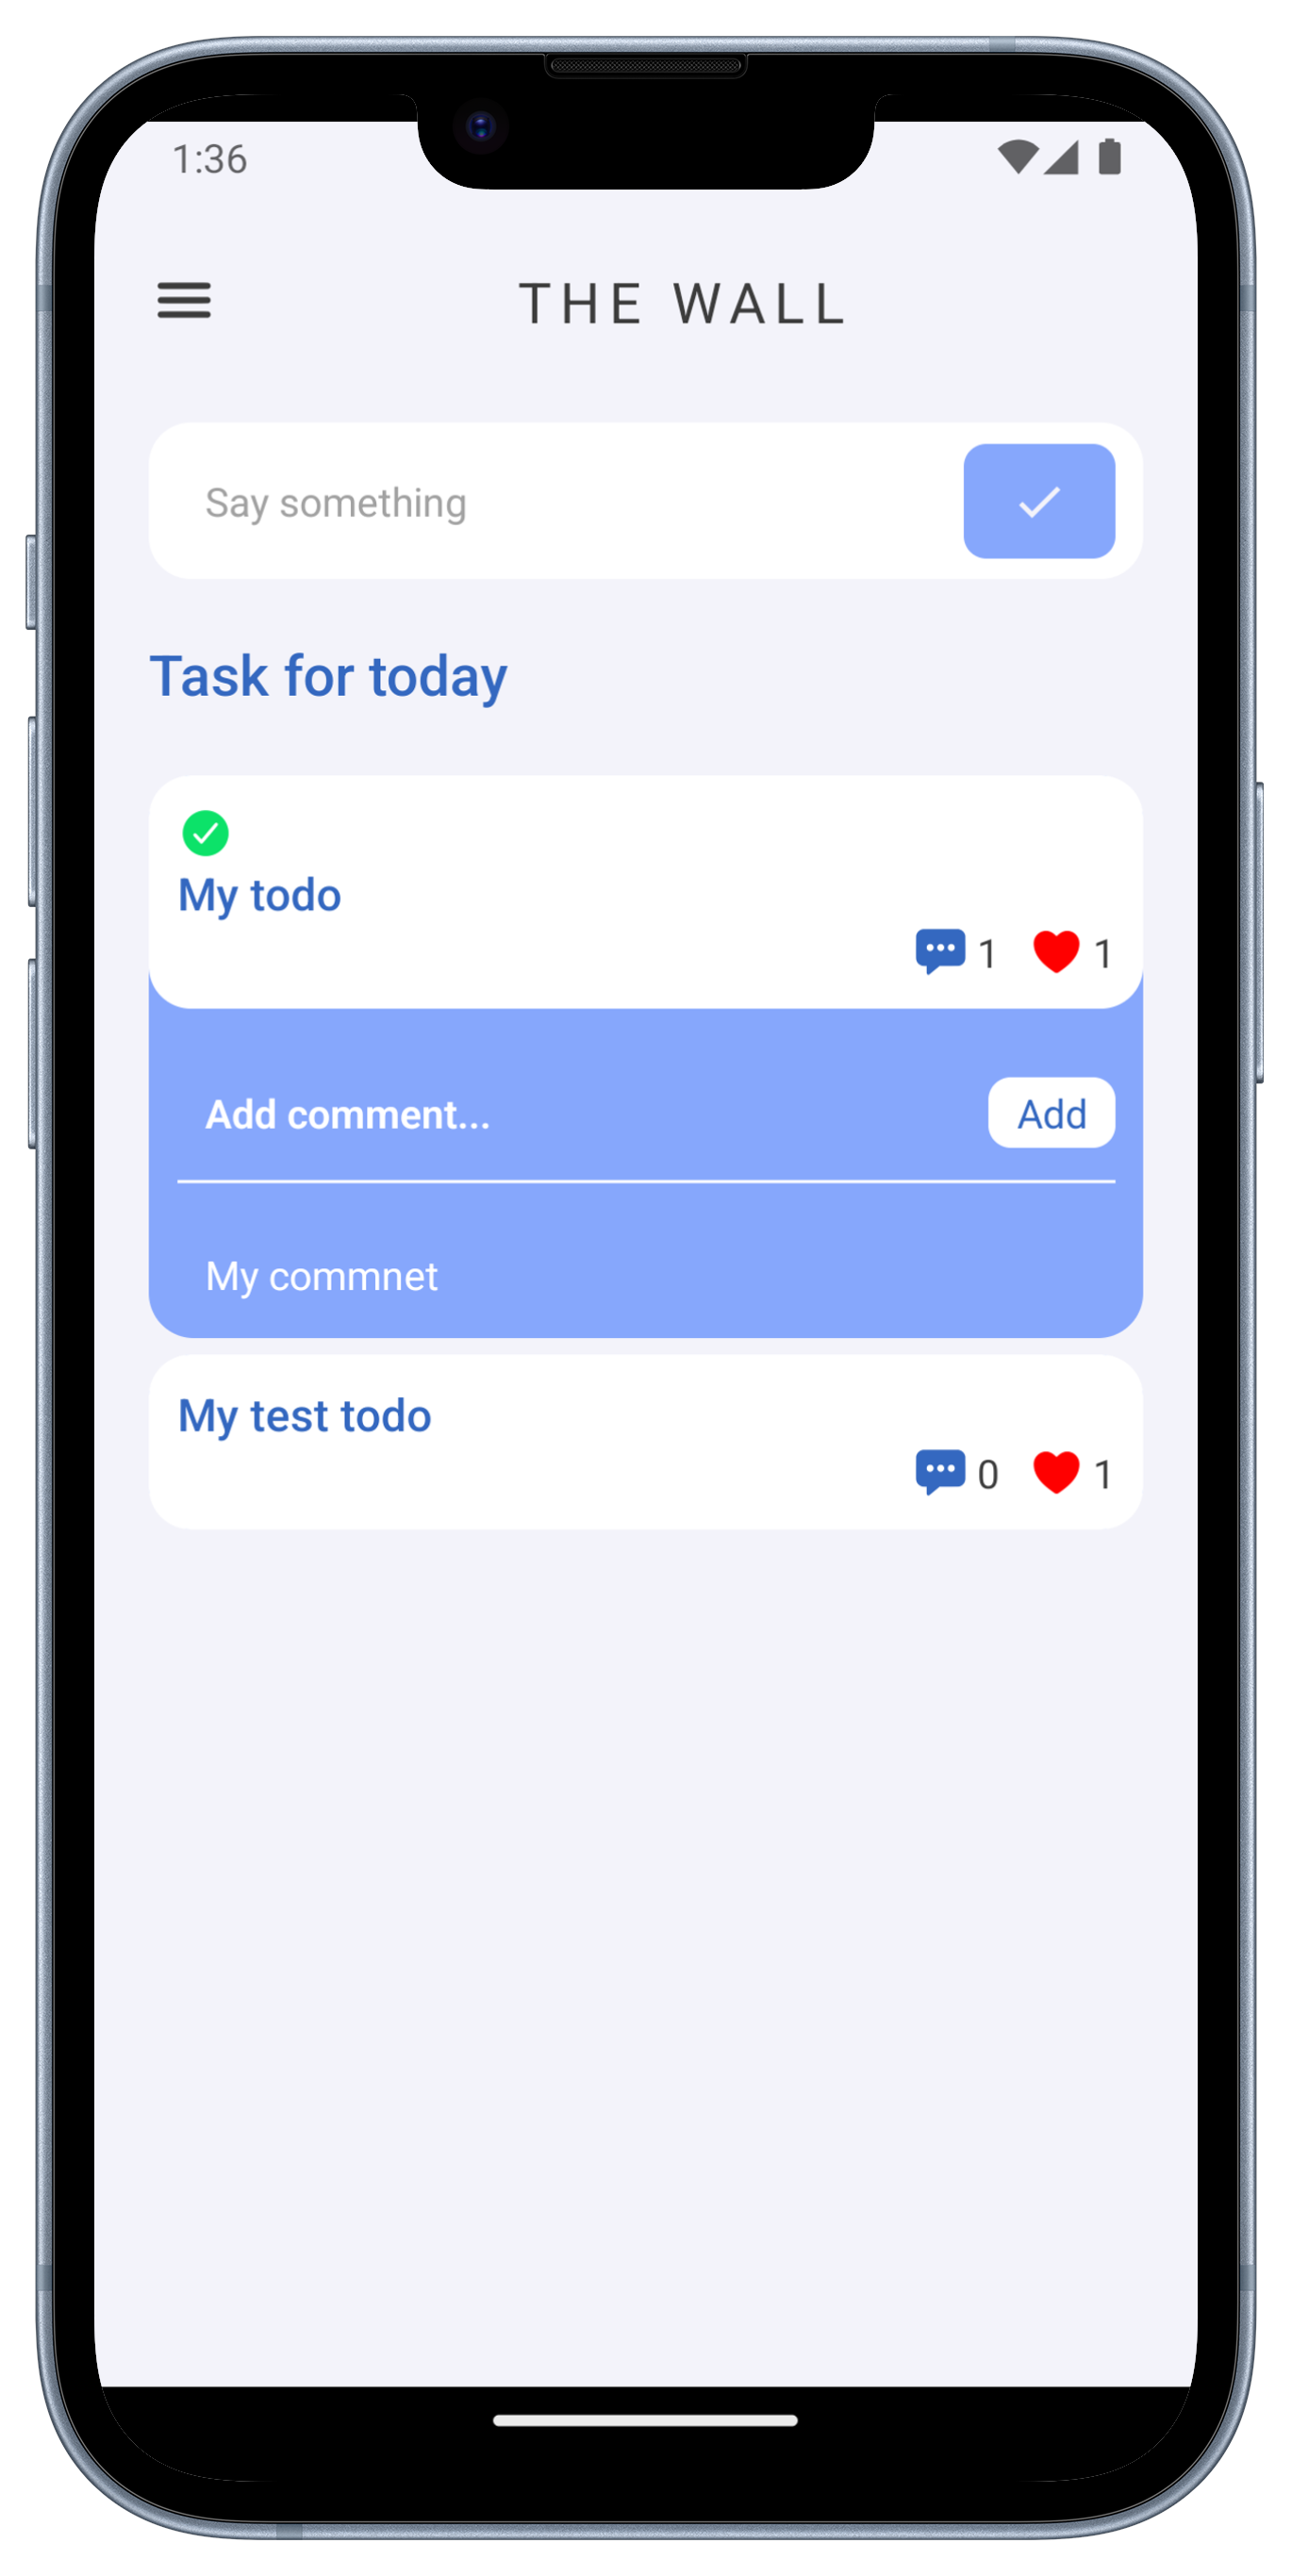 1:36
THE WALL
Say something
Task for today
My todo
1 1
Add comment...
Add
My commnet
My test todo
0 1